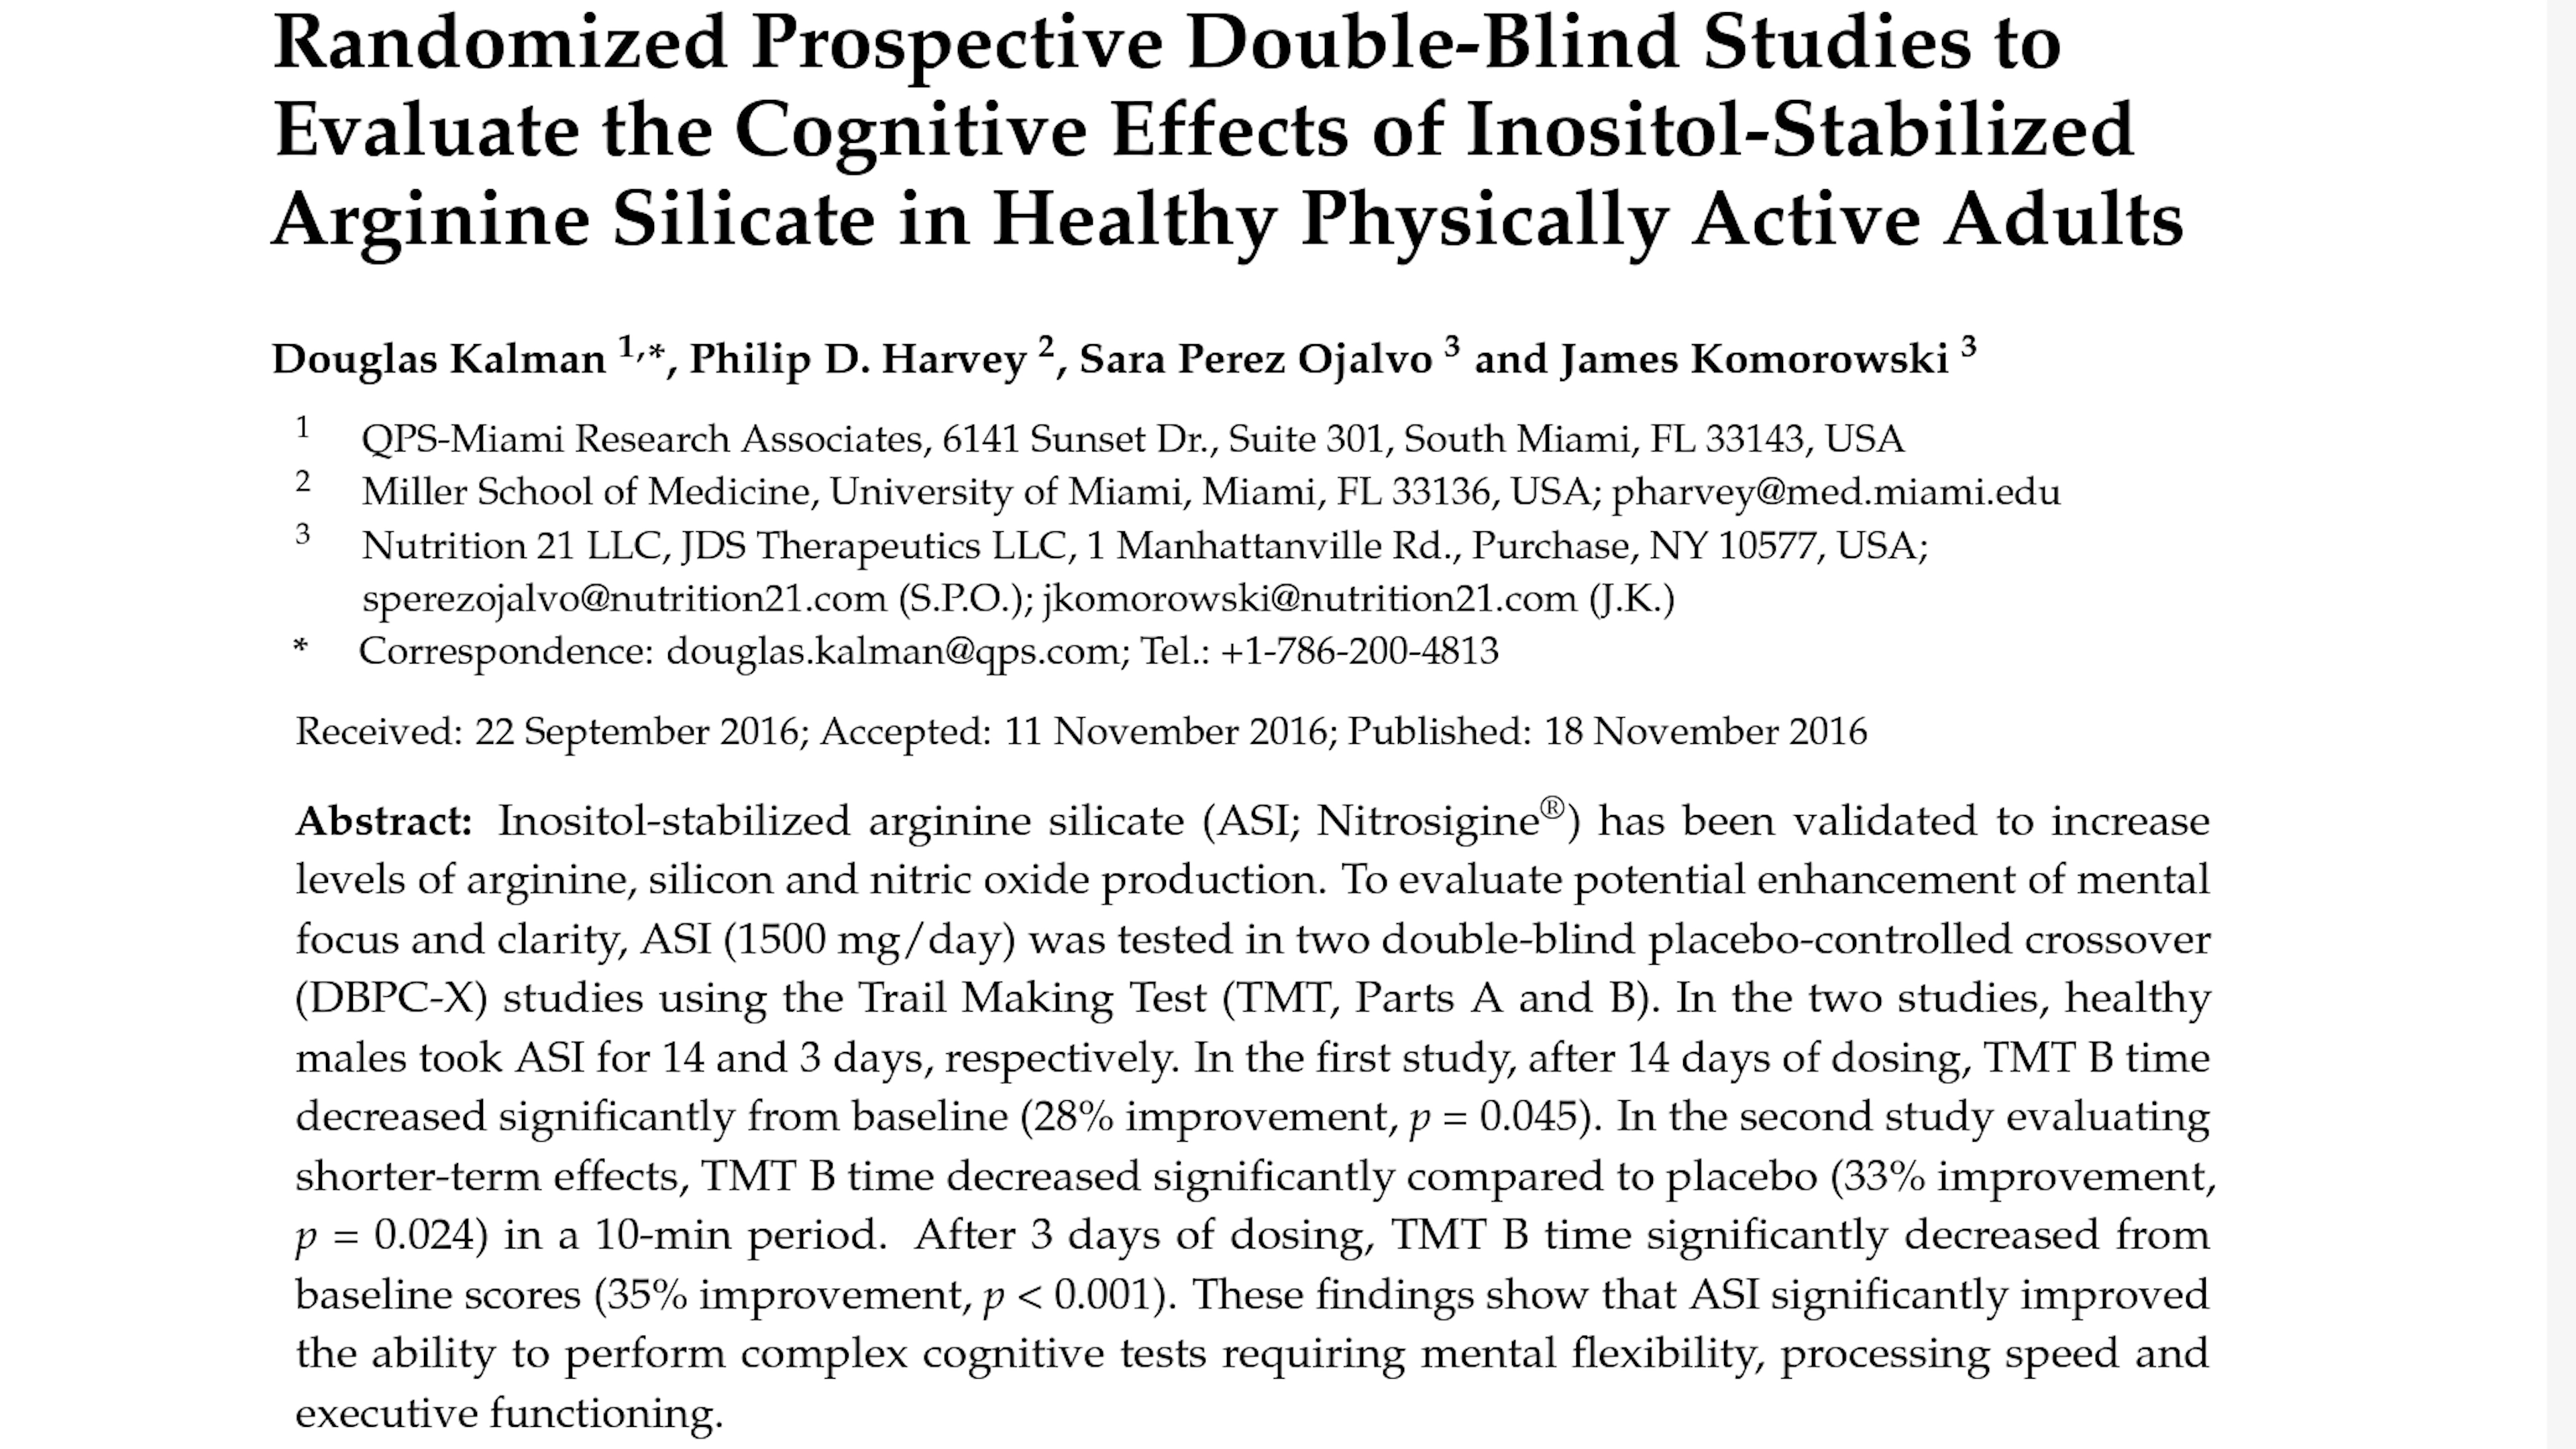 Randomized Prospective Double-Blind Studies to
Evaluate the Cognitive Effects of Inositol-Stabilized
Arginine Silicate in Healthy Physically Active Adults
Douglas Kalman 1,*, Philip D. Harvey 2, Sara Perez Ojalvo 3 and James Komorowski 3
1 QPS-Miami Research Associates, 6141 Sunset Dr., Suite 301, South Miami, FL 33143, USA
2 Miller School of Medicine, University of Miami, Miami, FL 33136, USA; pharvey@med.miami.edu
3 Nutrition 21 LLC, JDS Therapeutics LLC, 1 Manhattanville Rd., Purchase, NY 10577, USA;
sperezojalvo@nutrition21.com (S.P.O.); jkomorowski@nutrition21.com (J.K.)
* Correspondence: douglas.kalman@qps.com; Tel.: +1-786-200-4813
Received: 22 September 2016; Accepted: 11 November 2016; Published: 18 November 2016
Abstract: Inositol-stabilized arginine silicate (ASI; Nitrosigine®) has been validated to increase
levels of arginine, silicon and nitric oxide production. To evaluate potential enhancement of mental
focus and clarity, ASI (1500 mg/day) was tested in two double-blind placebo-controlled crossover
(DBPC-X) studies using the Trail Making Test (TMT, Parts A and B). In the two studies, healthy
males took ASI for 14 and 3 days, respectively. In the first study, after 14 days of dosing, TMT B time
decreased significantly from baseline (28% improvement, p = 0.045). In the second study evaluating
shorter-term effects, TMT B time decreased significantly compared to placebo (33% improvement,
p = 0.024) in a 10-min period. After 3 days of dosing, TMT B time significantly decreased from
baseline scores (35% improvement, p < 0.001). These findings show that ASI significantly improved
the ability to perform complex cognitive tests requiring mental flexibility, processing speed and
executive functioning.